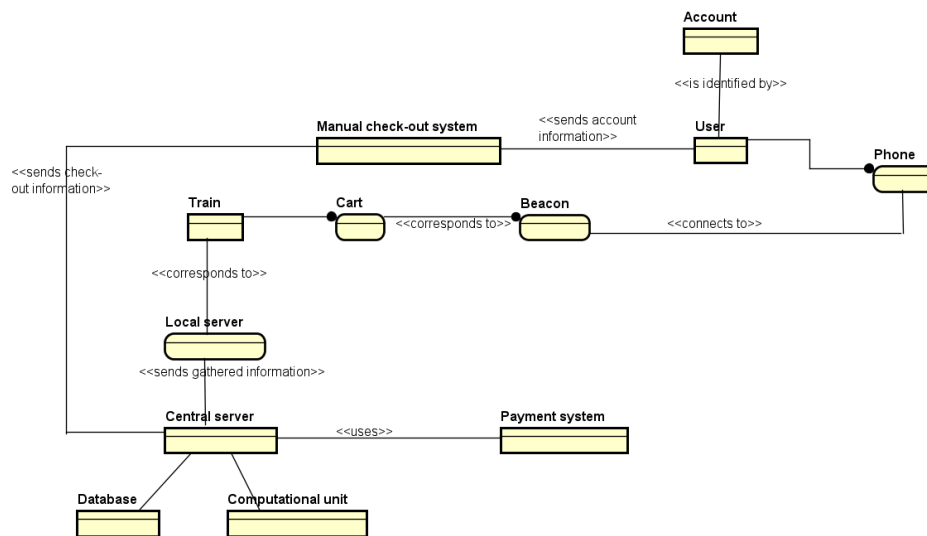 Account
<<is identified by>>
Manual check-out system
<<sends account
information>>
User
Phone
<<sends check-
out information>>
Train
Cart
Beacon
<<corresponds to>>
<<connects to>>
<<corresponds to>>
Local server
<<sends gathered information>>
Central server
Payment system
<<uses>>
Database
Computational unit